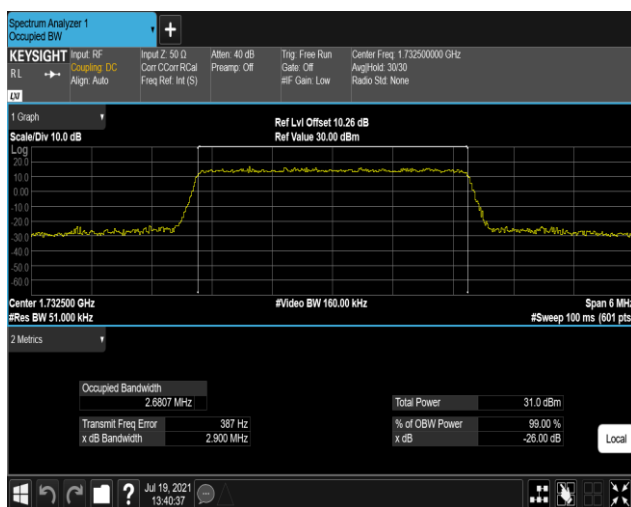 Spectrum Analyzer 1
Occupied BW
+
KEYSIGHT Input: RF Input Z: 50 Ω Atten: 40 dB Trig: Free Run Center Freq: 1.732500000 GHz
RL Coupling: DC Corr CCorr RCal Preamp: Off Gate: Off Avg|Hold: 30/30
Align: Auto Freq Ref: Int (S) #IF Gain: Low Radio Std: None
LXI
1 Graph
Ref Lvl Offset 10.26 dB
Scale/Div 10.0 dB Ref Value 30.00 dBm
Log
20.0
10.0
0.00
-10.0
-20.0
-30.0
-40.0
-50.0
-60.0
Center 1.732500 GHz #Video BW 160.00 kHz Span 6 MHz
#Res BW 51.000 kHz #Sweep 100 ms (601 pts
2 Metrics
Occupied Bandwidth
2.6807 MHz Total Power 31.0 dBm
Transmit Freq Error 387 Hz % of OBW Power 99.00 %
x dB Bandwidth 2.900 MHz x dB -26.00 dB
Local
? Jul 19, 2021
13:40:37